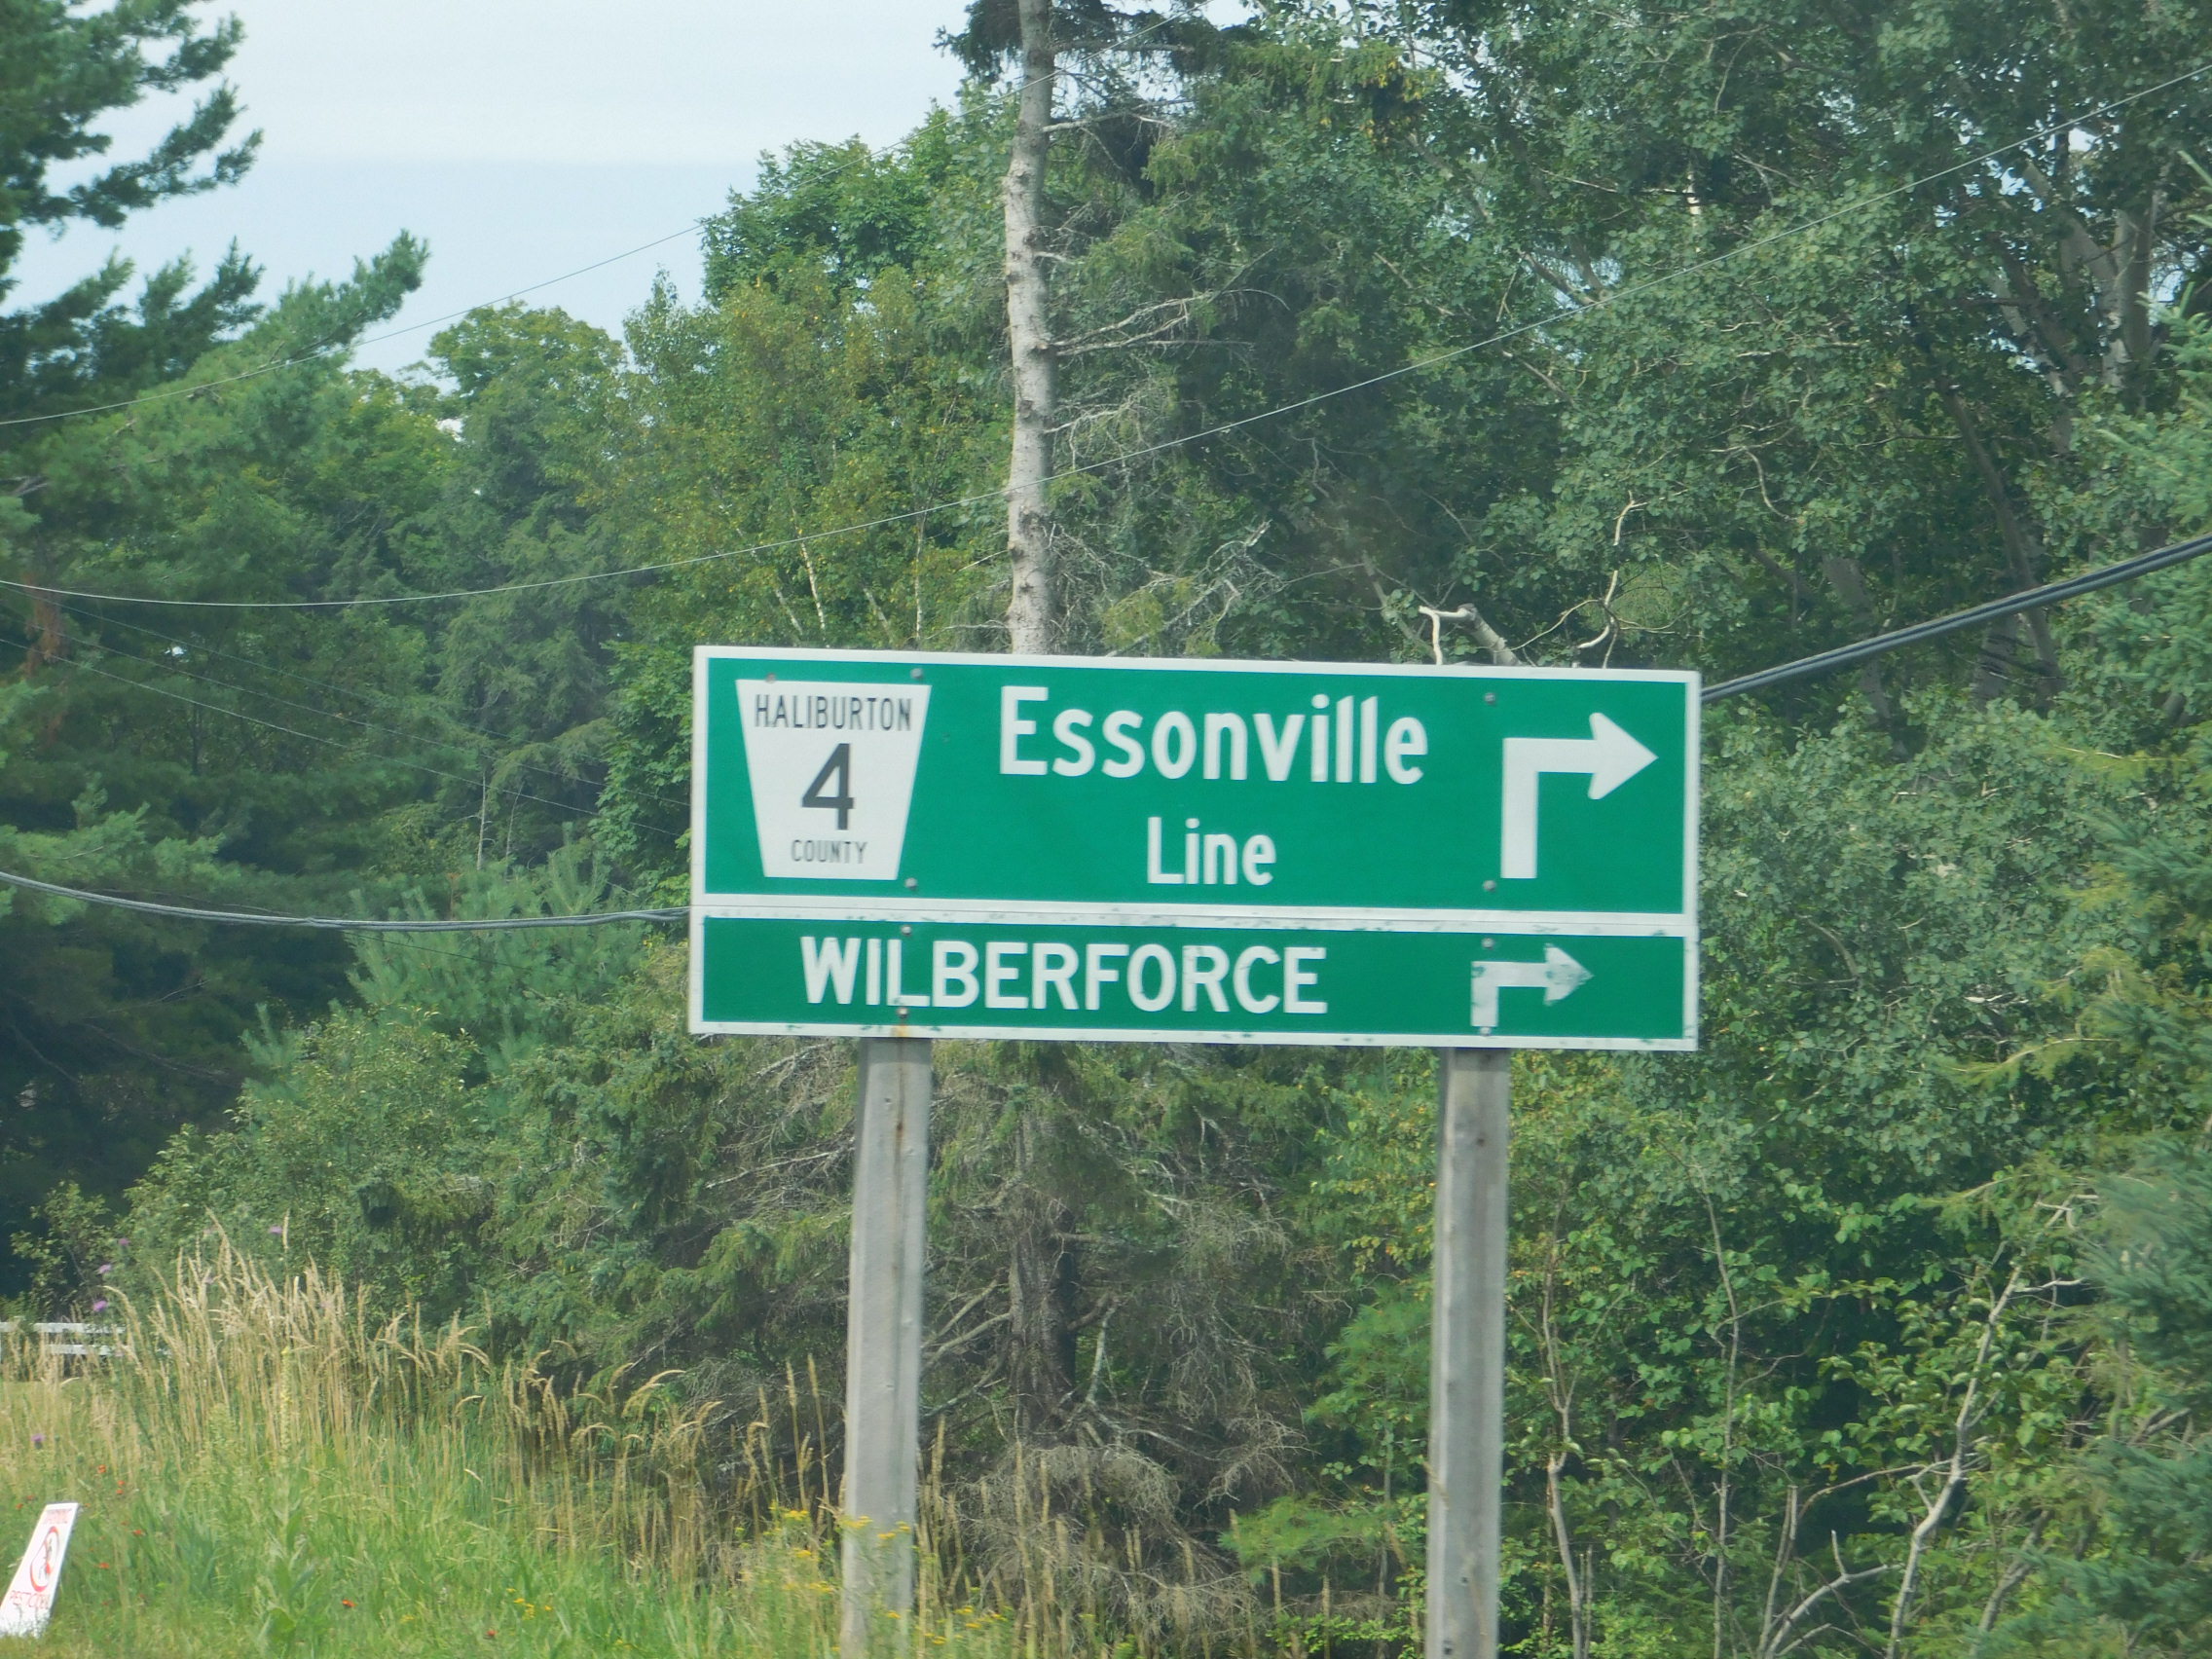 HALIBURTON
4
COUNTY
Essonville
Line
WILBERFORCE